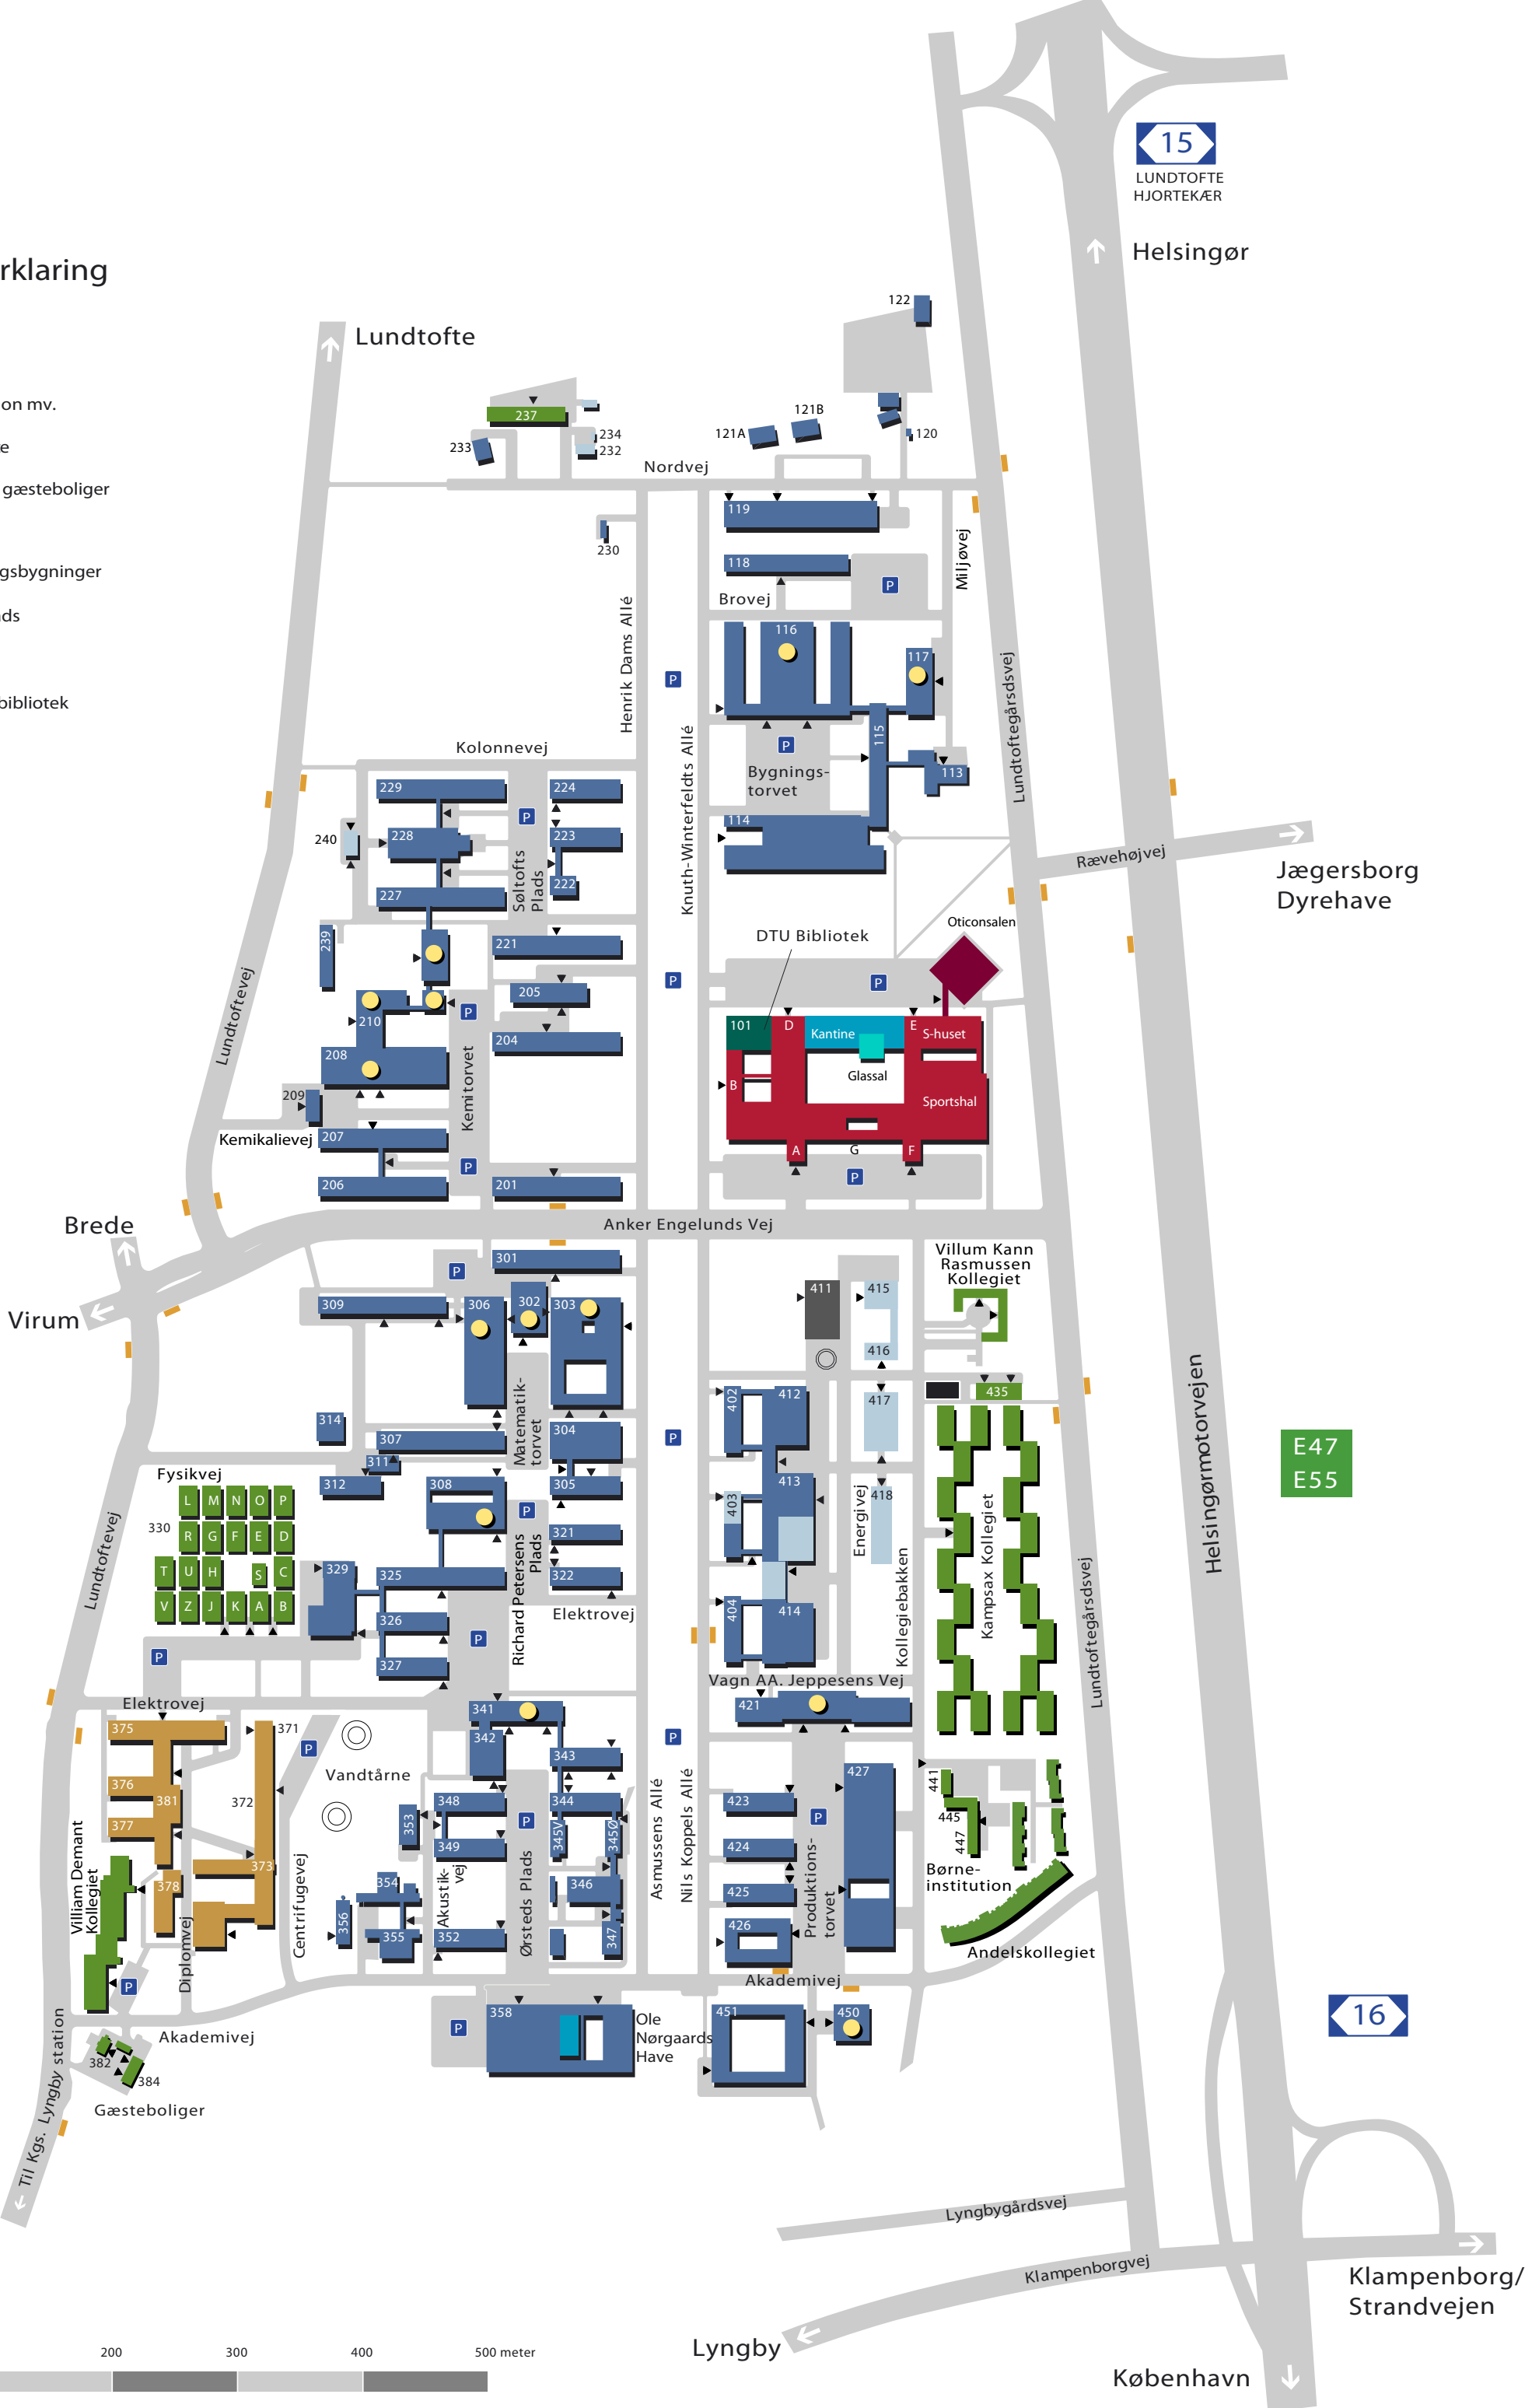 15
LUNDTOFTE
HJORTEKÆR
Helsingør
rklaring
122
Lundtofte
on mv.
237
121B
121A
120
234
232
233
te
Nordvej
gæsteboliger
119
230
118
Miljøvej
P
gsbygninger
Brovej
ds
Henrik Dams Allé
116
117
P
bibliotek
Lundtoftegårdsvej
115
Knuth-Winterfeldts Allé
P
Kolonnevej
Bygnings-
torvet
113
229
224
P
114
240
228
223
Søltofts
Plads
Rævehøjvej
Jægersborg
Dyrehave
227
222
239
221
DTU Bibliotek
Oticonsalen
Lundtoftevej
P
P
205
210
P
204
101
D
Kantine
E
S-huset
208
Glassal
B
Sportshal
209
Kemitorvet
Kemikalievej
207
A
G
F
P
P
206
201
Anker Engelunds Vej
Brede
301
P
Villum Kann
Rasmussen
Kollegiet
Virum
309
306
302
303
411
415
416
Helsingørmotorvejen
Matematik-
torvet
402
412
417
435
314
304
P
E47
E55
307
311
Fysikvej
312
308
305
413
403
418
L M N O P
P
330
R G F E D
321
Energivej
Kampsax Kollegiet
T U H S C
329
325
Richard Petersens
Plads
322
Lundtoftevej
V Z J K A B
326
Elektrovej
404
414
Kollegiebakken
P
P
327
Lundtoftegårdsvej
Vagn AA. Jeppesens Vej
Elektrovej
421
375
371
341
342
P
P
343
Vandtårne
427
376
372
381
348
344
423
441
353
P
P
445
377
345V
345Ø
349
424
447
William Demant
Kollegiet
373
Akustik-
vej
Ørsteds Plads
Asmussens Allé
Nils Koppels Allé
Produktions-
torvet
Børne-
institution
378
354
346
425
Centrifugevej
356
355
352
347
426
Andelskollegiet
Diplomvej
P
Akademivej
358
451
450
16
Ole
Nørgaards
Have
P
Akademivej
382
384
Gæsteboliger
Til Kgs. Lyngby station
Lyngbygårdsvej
Klampenborgvej
Klampenborg/
Strandvejen
Lyngby
200
300
400
500 meter
København